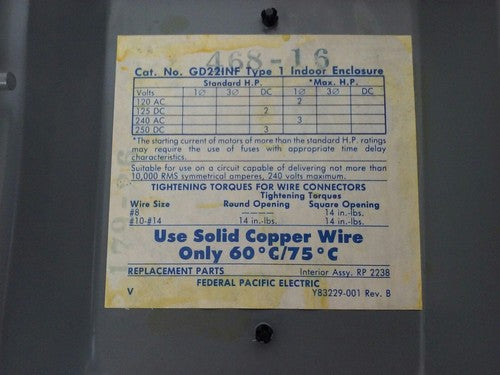 468-16
Cat. No. GD22INF Type 1 Indoor Enclosure
Standard H.P. *Max. H.P.
Volts 1Ø 3Ø DC 1Ø 3Ø DC
120 AC 2
125 DC 2
240 AC 3
250 DC 3
*The starting current of motors of more than the standard H.P. ratings
may require the use of fuses with appropriate time delay
characteristics.
Suitable for use on a circuit capable of delivering not more than
10,000 RMS symmetrical amperes, 240 volts maximum.
TIGHTENING TORQUES FOR WIRE CONNECTORS
Tightening Torques
Wire Size Round Opening Square Opening
#8 ---- 14 in.-lbs.
#10-#14 14 in.-lbs. 14 in.-lbs.
Use Solid Copper Wire
Only 60°C/75°C
REPLACEMENT PARTS Interior Assy. RP 2238
FEDERAL PACIFIC ELECTRIC
V Y83229-001 Rev. B